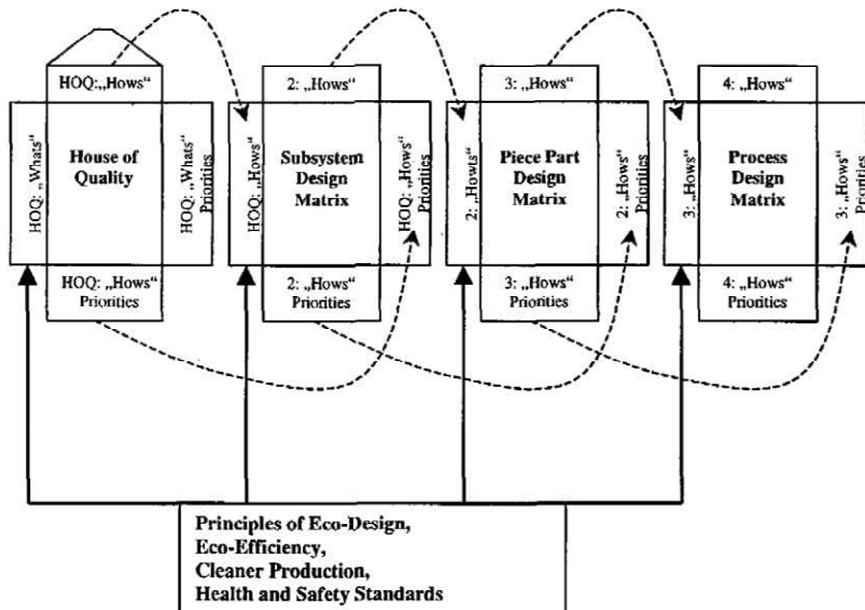 HOQ:„Hows“
HOQ: „Whats“
House of
Quality
HOQ: „Whats“
Priorities
HOQ: „Hows“
Priorities
2: „Hows“
HOQ: „Hows“
Subsystem
Design
Matrix
HOQ: „Hows“
Priorities
2: „Hows“
Priorities
3: „Hows“
2: „Howts“
Piece Part
Design
Matrix
2: „Hows“
Priorities
3: „Hows“
Priorities
4: „Hows“
3: „Hows“
Process
Design
Matrix
3: „Hows“
Priorities
4: „Hows“
Priorities
Principles of Eco-Design,
Eco-Efficiency,
Cleaner Production,
Health and Safety Standards